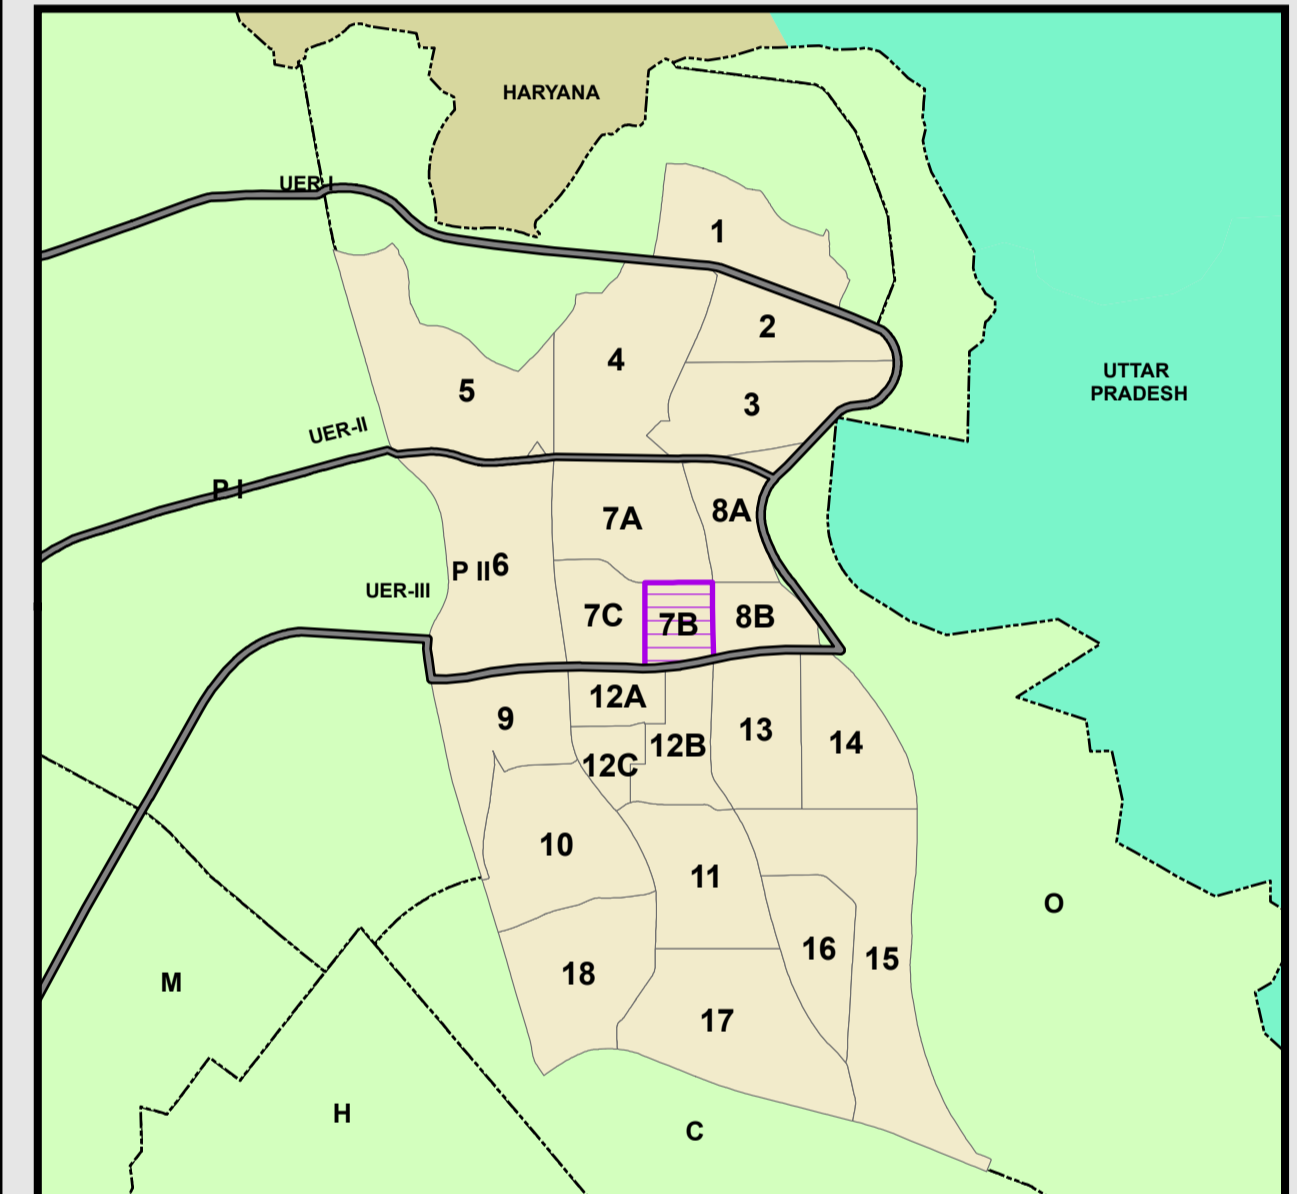 HARYANA
UER-I
1
2
4
UTTAR
PRADESH
5
3
UER-II
P I
7A
8A
P II
6
UER-III
7C
7B
8B
12A
9
13
14
12B
12C
10
11
O
16
15
18
M
17
H
C